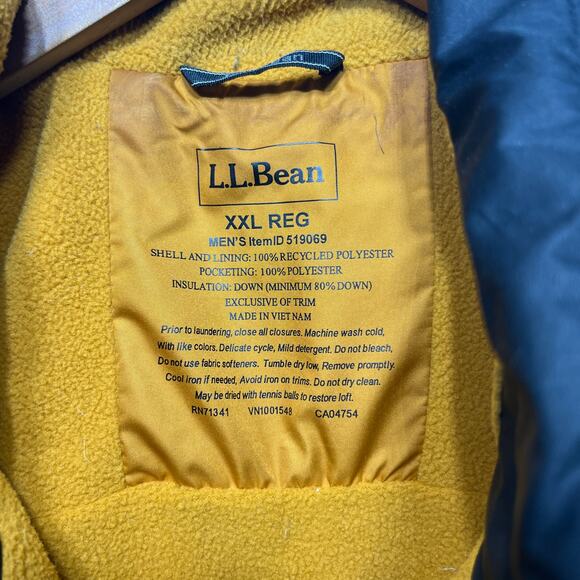 L.L.Bean
XXL REG
MEN'S ItemID 519069
SHELL AND LINING: 100% RECYCLED POLYESTER
POCKETING: 100% POLYESTER
INSULATION: DOWN (MINIMUM 80% DOWN)
EXCLUSIVE OF TRIM
MADE IN VIETNAM
Prior to laundering, close all closures. Machine wash cold,
With like colors. Delicate cycle, Mild detergent. Do not bleach,
Do not use fabric softeners. Tumble dry low, Remove promptly.
Cool iron if needed, Avoid iron on trims. Do not dry clean.
May be dried with tennis balls to restore loft.
RN71341 VN1001548 CA04754